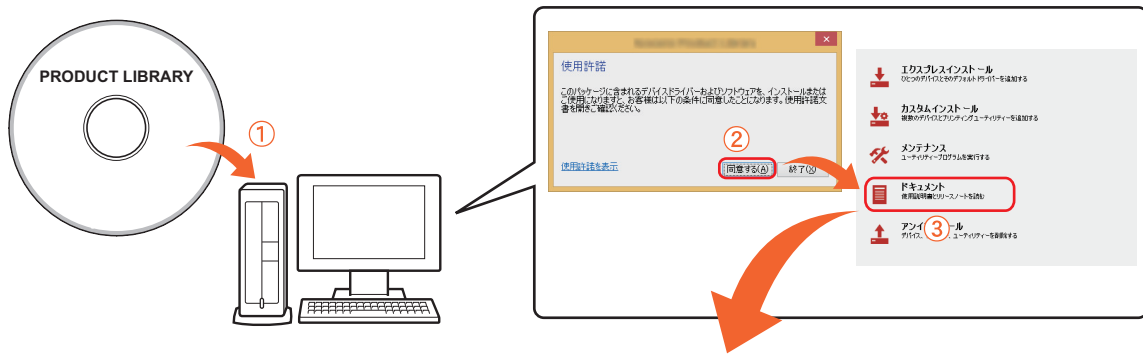 PRODUCT LIBRARY
①
使用許諾
このパッケージに含まれるデバイスドライバーおよびソフトウェアを、インストールまたは
ご使用になりますと、お客様は以下の条件に同意したことになります。使用許諾文
書を開きご確認ください。
②
使用許諾を表示
同意する(A)
終了(X)
エクスプレスインストール
ひとつのデバイスとそのデフォルトドライバーを追加する
カスタムインストール
複数のデバイスとプリンティングユーティリティーを追加する
メンテナンス
ユーティリティープログラムを実行する
ドキュメント
使用説明書とリリースノートを読む
③
アンイ ール
デバイス、 ユーティリティーを削除する